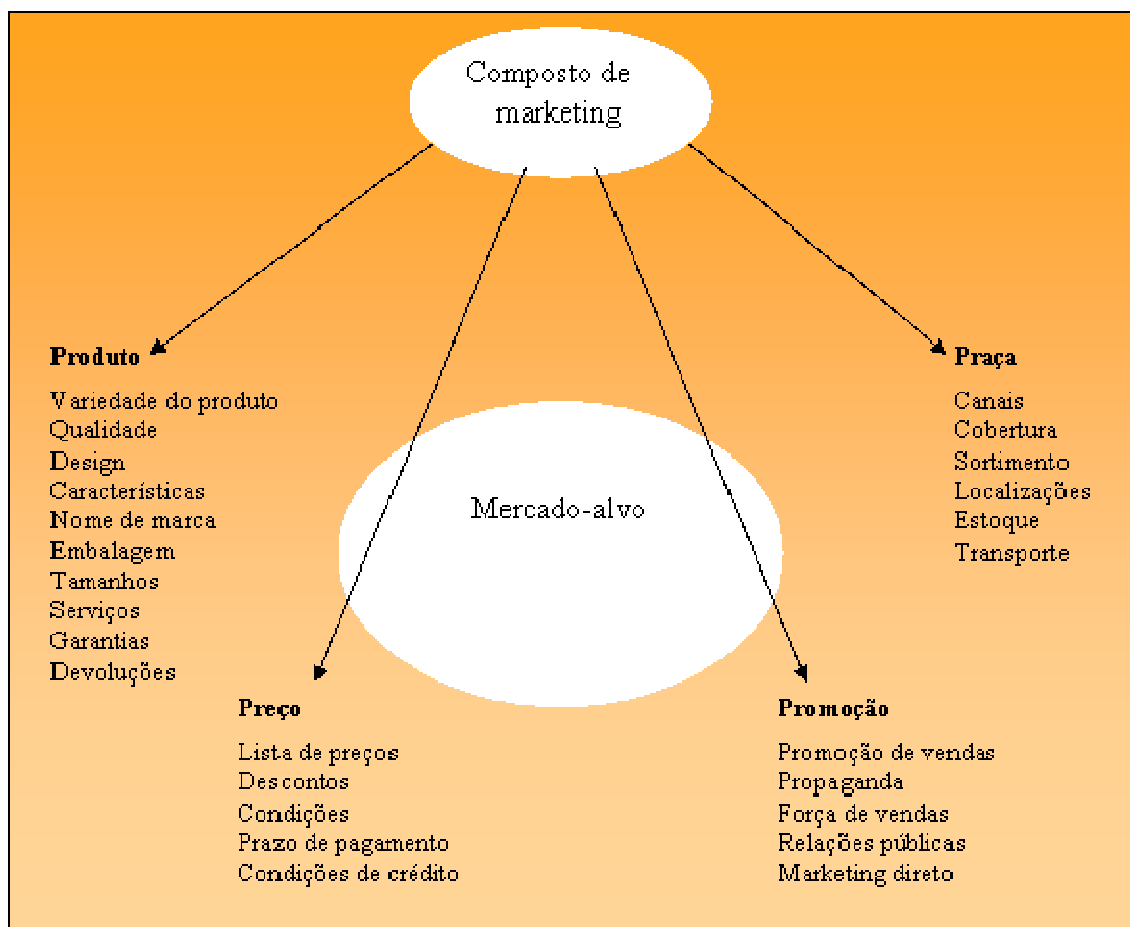 Composto de
marketing
Produto
Variedade do produto
Qualidade
Design
Características
Nome de marca
Embalagem
Tamanhos
Serviços
Garantias
Devoluções
Mercado-alvo
Praça
Canais
Cobertura
Sortimento
Localizações
Estoque
Transporte
Preço
Lista de preços
Descontos
Condições
Prazo de pagamento
Condições de crédito
Promoção
Promoção de vendas
Propaganda
Força de vendas
Relações públicas
Marketing direto